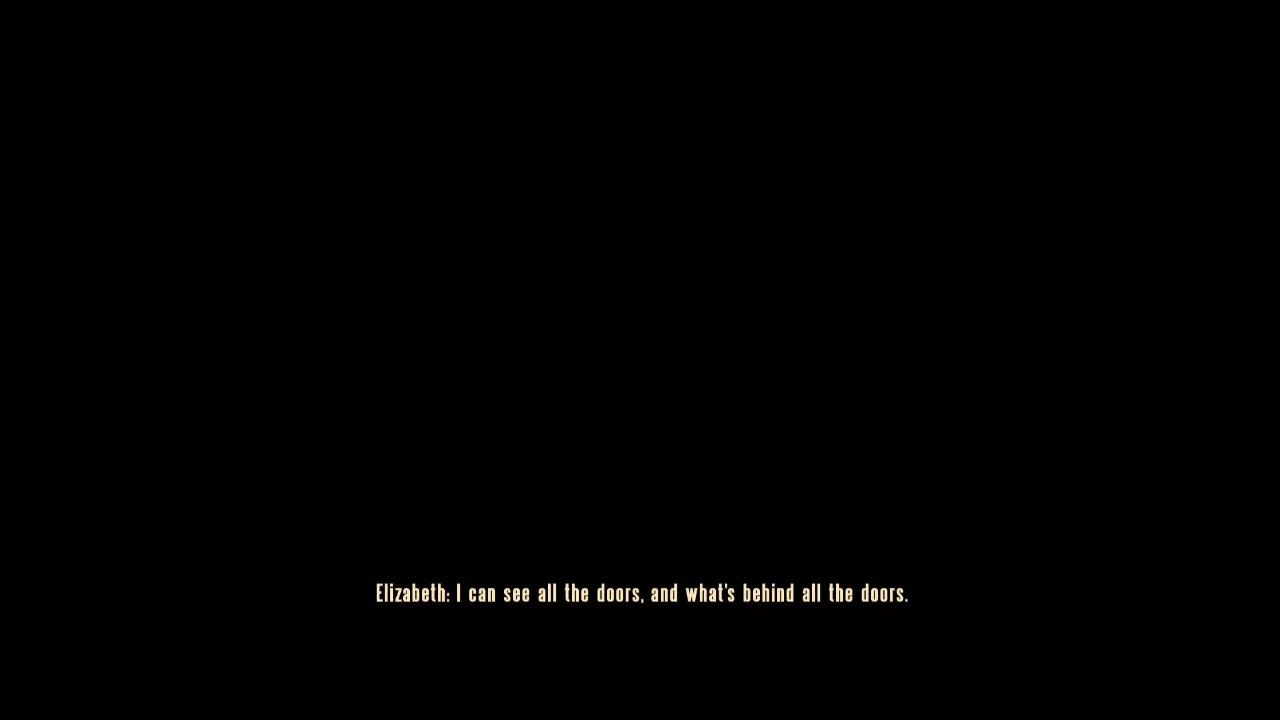 Elizabeth: I can see all the doors, and what's behind all the doors.